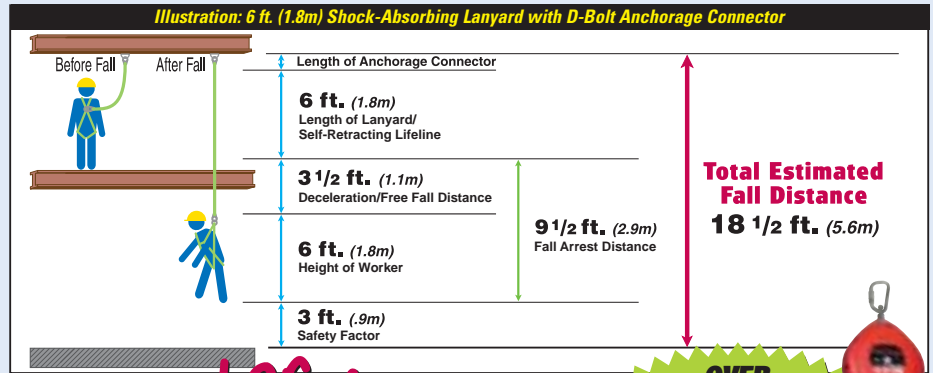 Illustration: 6 ft. (1.8m) Shock-Absorbing Lanyard with D-Bolt Anchorage Connector
Before Fall
After Fall
Length of Anchorage Connector
6 ft. (1.8m)
Length of Lanyard/
Self-Retracting Lifeline
3 1/2 ft. (1.1m)
Deceleration/Free Fall Distance
9 1/2 ft. (2.9m)
Fall Arrest Distance
6 ft. (1.8m)
Height of Worker
3 ft. (.9m)
Safety Factor
Total Estimated
Fall Distance
18 1/2 ft. (5.6m)
OVER